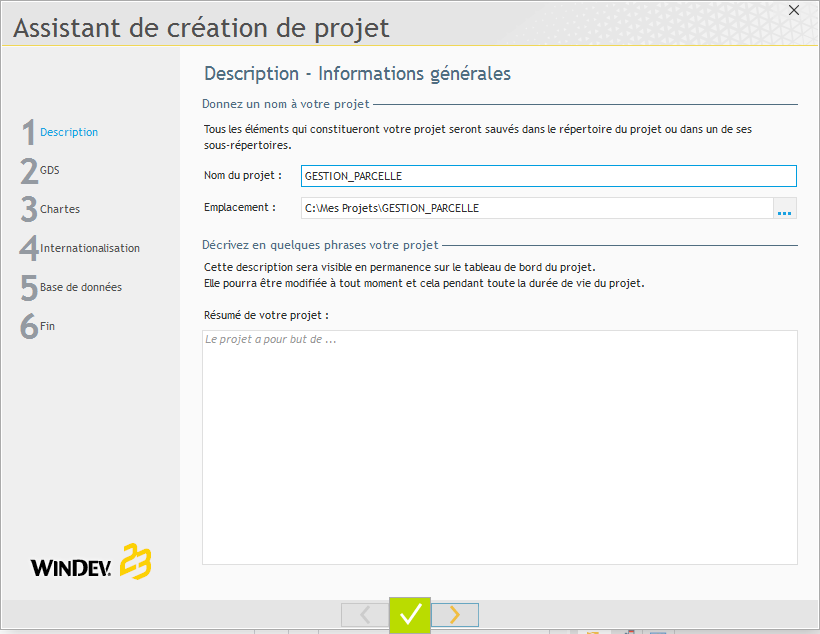 Assistant de création de projet
1 Description
2 GDS
3 Chartes
4 Internationalisation
5 Base de données
6 Fin
WINDEV. 23
Description - Informations générales
Donnez un nom à votre projet
Tous les éléments qui constitueront votre projet seront sauvés dans le répertoire du projet ou dans un de ses
sous-répertoires.
Nom du projet : GESTION_PARCELLE
Emplacement : C:\Mes Projets\GESTION_PARCELLE ...
Décrivez en quelques phrases votre projet
Cette description sera visible en permanence sur le tableau de bord du projet.
Elle pourra être modifiée à tout moment et cela pendant toute la durée de vie du projet.
Résumé de votre projet :
Le projet a pour but de ...